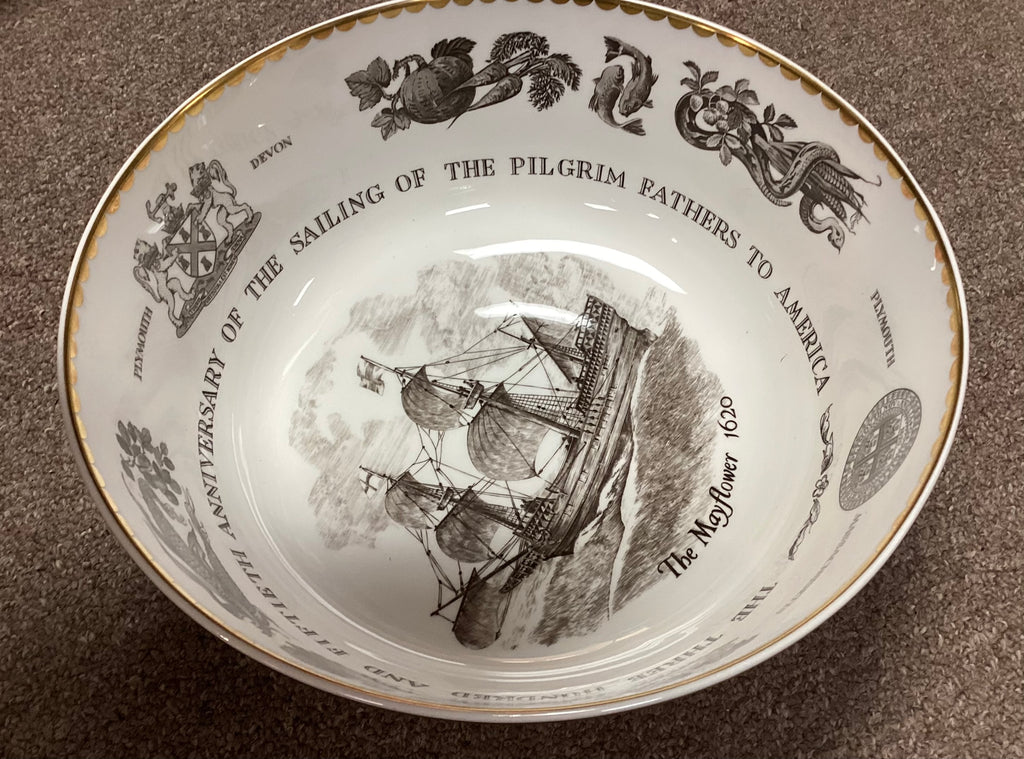 THE THREE HUNDRED AND FIFTIETH ANNIVERSARY OF THE SAILING OF THE PILGRIM FATHERS TO AMERICA
The Mayflower 1620
PLYMOUTH
DEVON
PLYMOUTH